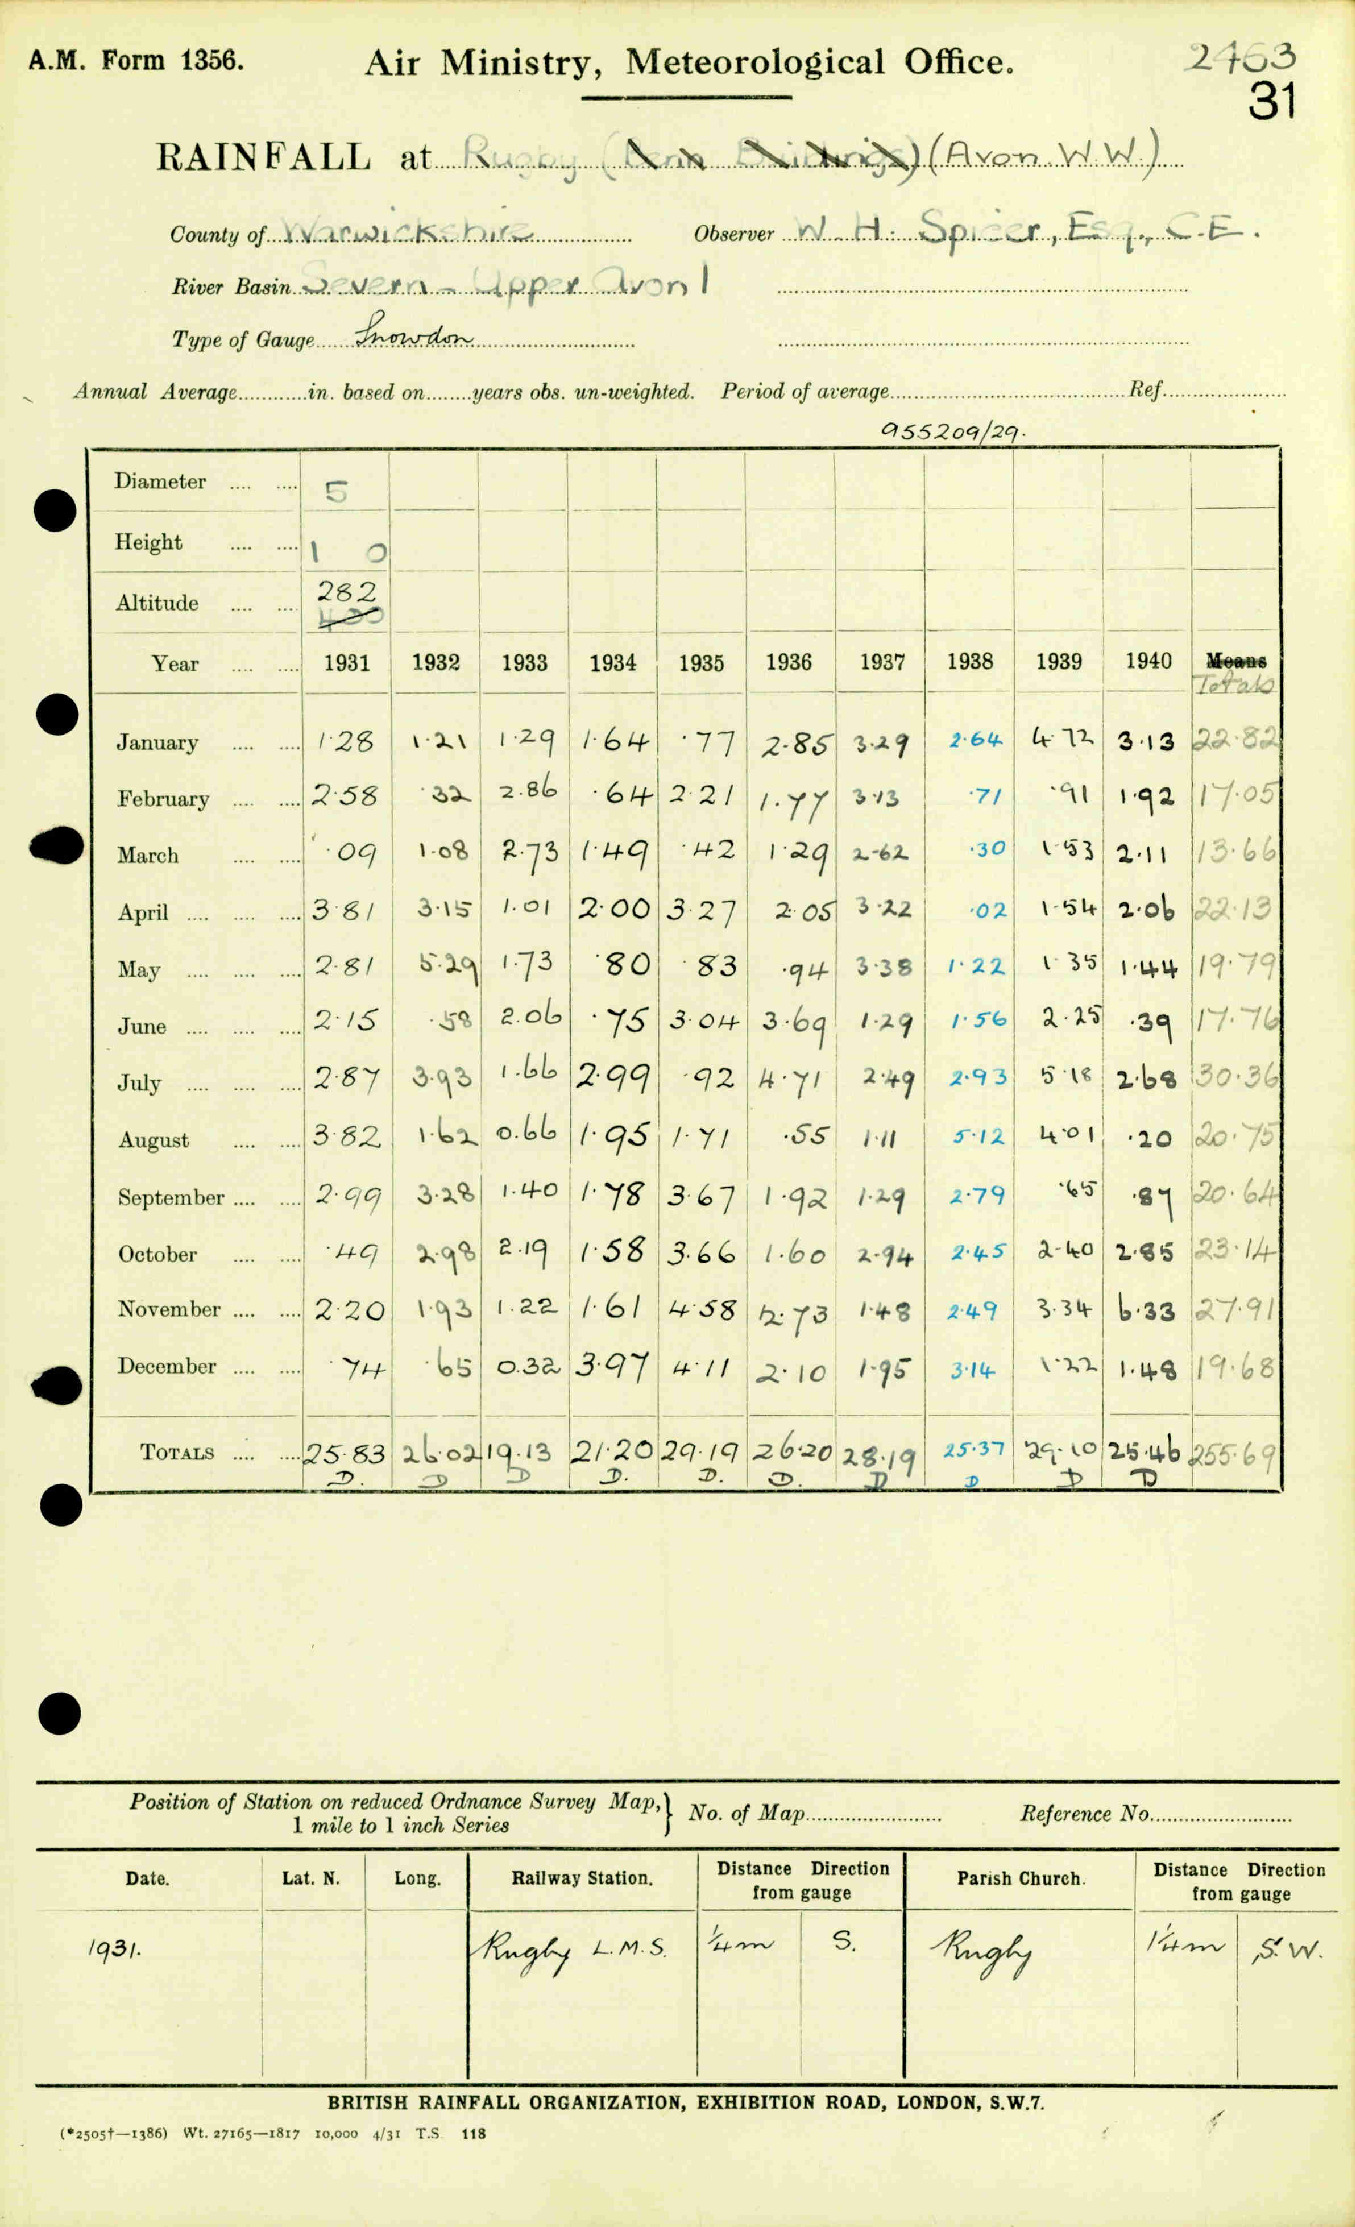 A.M. Form 1356. Air Ministry, Meteorological Office. 2463
31
RAINFALL at Rugby (Benn Buildings) (Avon W.W.)
County of Warwickshire Observer W. H. Spicer, Esq., C.E.
River Basin Severn - Upper Avon 1
Type of Gauge Snowdon
Annual Average in. based on years obs. un-weighted. Period of average Ref.
955209/29.
Diameter .... .... 5
Height .... .... 1 0
Altitude .... .... 282
400
Year .... .... 1931 1932 1933 1934 1935 1936 1937 1938 1939 1940 Means
Totals
January .... .... 1·28 1·21 1·29 1·64 ·77 2·85 3·29 2·64 4·72 3·13 22·82
February .... .... 2·58 ·32 2·86 ·64 2·21 1·77 3·13 ·71 ·91 1·92 17·05
March .... .... ·09 1·08 2·73 1·49 ·42 1·29 2·62 ·30 1·53 2·11 13·66
April .... .... .... 3·81 3·15 1·01 2·00 3·27 2·05 3·22 ·02 1·54 2·06 22·13
May .... .... .... 2·81 5·29 1·73 ·80 ·83 ·94 3·38 1·22 1·35 1·44 19·79
June .... .... .... 2·15 ·58 2·06 ·75 3·04 3·69 1·29 1·56 2·25 ·39 17·76
July .... .... .... 2·87 3·93 1·66 2·99 ·92 4·71 2·49 2·93 5·18 2·68 30·36
August .... .... 3·82 1·62 0·66 1·95 1·71 ·55 1·11 5·12 4·01 ·20 20·75
September .... .... 2·99 3·28 1·40 1·78 3·67 1·92 1·29 2·79 ·65 ·87 20·64
October .... .... ·49 2·98 2·19 1·58 3·66 1·60 2·94 2·45 2·40 2·85 23·14
November .... .... 2·20 1·93 1·22 1·61 4·58 2·73 1·48 2·49 3·34 6·33 27·91
December .... .... ·74 ·65 0·32 3·97 4·11 2·10 1·95 3·14 1·22 1·48 19·68
TOTALS .... .... 25·83 26·02 19·13 21·20 29·19 26·20 28·19 25·37 29·10 25·46 255·69
D. D D D. D. D. D D D D
Position of Station on reduced Ordnance Survey Map, } No. of Map Reference No.
1 mile to 1 inch Series
Date. Lat. N. Long. Railway Station. Distance Direction from gauge Parish Church. Distance Direction from gauge
1931. Rugby L.M.S. ¼m S. Rugby 1¼m S.W.
BRITISH RAINFALL ORGANIZATION, EXHIBITION ROAD, LONDON, S.W.7.
(*2505†—1386) Wt. 27165—1817 10,000 4/31 T.S. 118